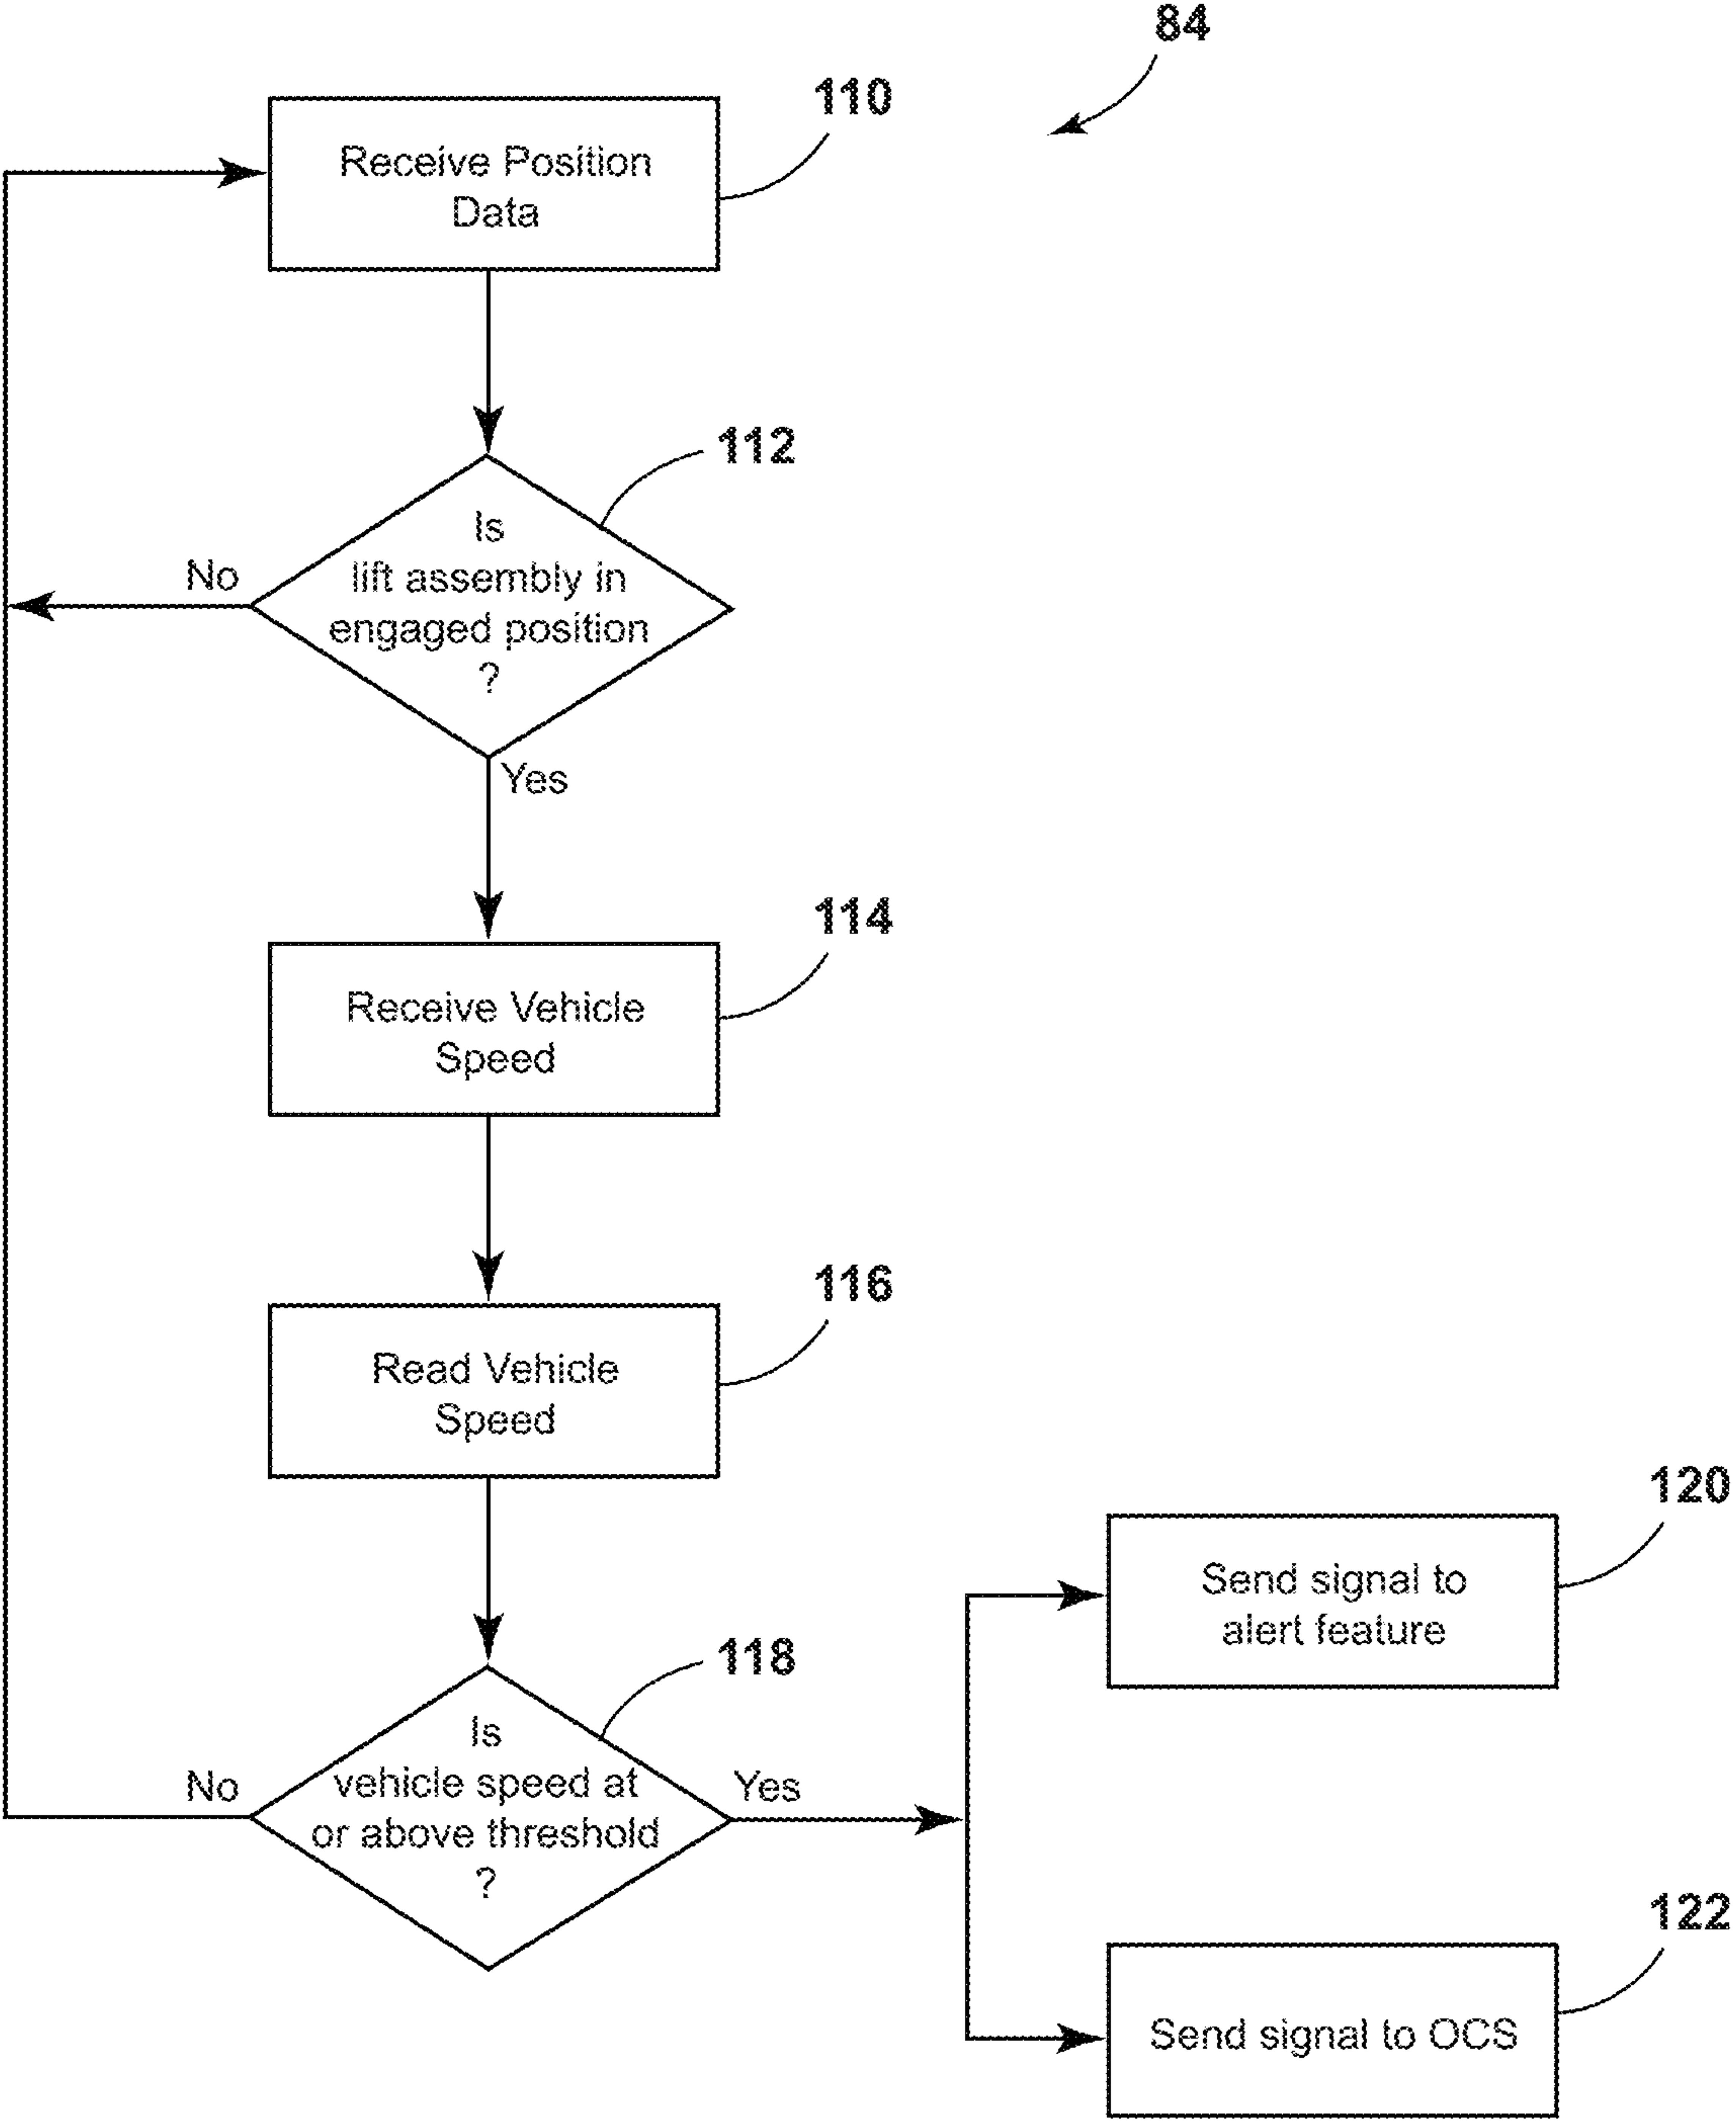 84
110
Receive Position
Data
112
Is
lift assembly in
engaged position
?
No
Yes
114
Receive Vehicle
Speed
116
Read Vehicle
Speed
118
Is
vehicle speed at
or above threshold
?
No
Yes
120
Send signal to
alert feature
122
Send signal to OCS